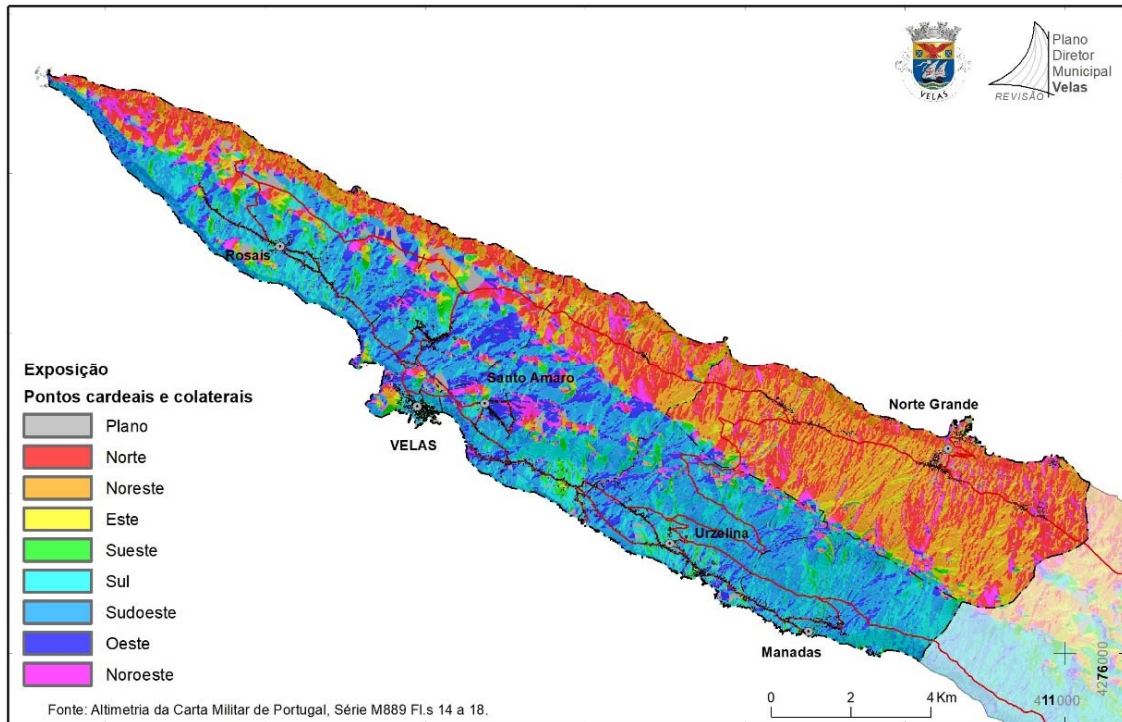 VELAS
Plano
Diretor
Municipal
Velas
REVISÃO
Rosais
Santo Amaro
VELAS
Norte Grande
Urzelina
Manadas
Exposição
Pontos cardeais e colaterais
Plano
Norte
Noreste
Este
Sueste
Sul
Sudoeste
Oeste
Noroeste
0 2 4 Km
411000
4276000
Fonte: Altimetria da Carta Militar de Portugal, Série M889 Fl.s 14 a 18.